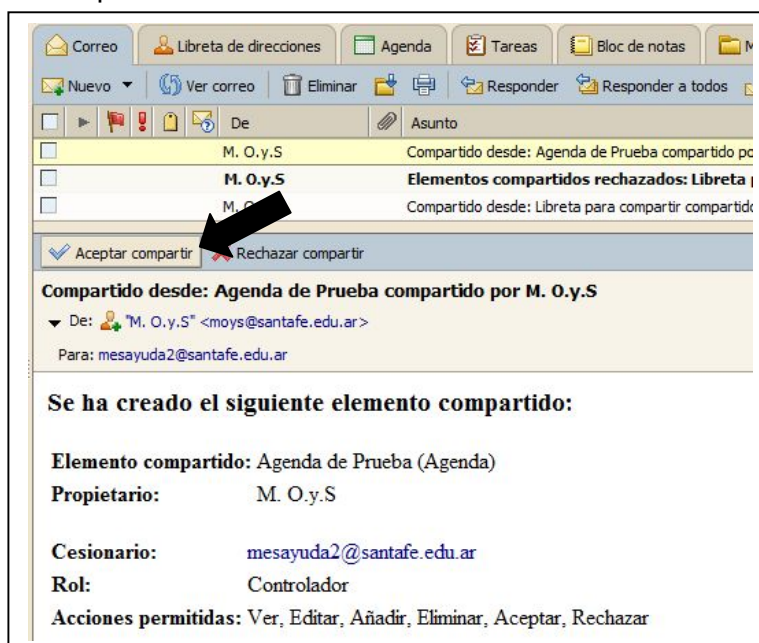 Correo Libreta de direcciones Agenda Tareas Bloc de notas M
Nuevo Ver correo Eliminar Responder Responder a todos
De Asunto
M. O.y.S Compartido desde: Agenda de Prueba compartido po
M. O.y.S Elementos compartidos rechazados: Libreta
M. Compartido desde: Libreta para compartir compartido
Aceptar compartir Rechazar compartir
Compartido desde: Agenda de Prueba compartido por M. O.y.S
De: "M. O.y.S" <moys@santafe.edu.ar>
Para: mesayuda2@santafe.edu.ar
Se ha creado el siguiente elemento compartido:
Elemento compartido: Agenda de Prueba (Agenda)
Propietario: M. O.y.S
Cesionario: mesayuda2@santafe.edu.ar
Rol: Controlador
Acciones permitidas: Ver, Editar, Añadir, Eliminar, Aceptar, Rechazar